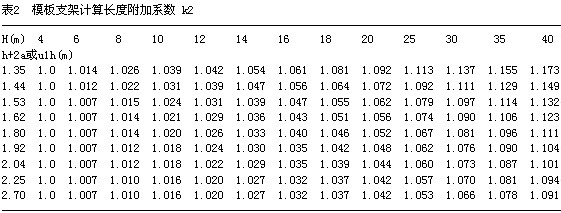 表2 模板支架计算长度附加系数 k2
H(m) 4 6 8 10 12 14 16 18 20 25 30 35 40
h+2a或u1h(m)
1.35 1.0 1.014 1.026 1.039 1.042 1.054 1.061 1.081 1.092 1.113 1.137 1.155 1.173
1.44 1.0 1.012 1.022 1.031 1.039 1.047 1.056 1.064 1.072 1.092 1.111 1.129 1.149
1.53 1.0 1.007 1.015 1.024 1.031 1.039 1.047 1.055 1.062 1.079 1.097 1.114 1.132
1.62 1.0 1.007 1.014 1.021 1.029 1.036 1.043 1.051 1.056 1.074 1.090 1.106 1.123
1.80 1.0 1.007 1.014 1.020 1.026 1.033 1.040 1.046 1.052 1.067 1.081 1.096 1.111
1.92 1.0 1.007 1.012 1.018 1.024 1.030 1.035 1.042 1.048 1.062 1.076 1.090 1.104
2.04 1.0 1.007 1.012 1.018 1.022 1.029 1.035 1.039 1.044 1.060 1.073 1.087 1.101
2.25 1.0 1.007 1.010 1.016 1.020 1.027 1.032 1.037 1.042 1.057 1.070 1.081 1.094
2.70 1.0 1.007 1.010 1.016 1.020 1.027 1.032 1.037 1.042 1.053 1.066 1.078 1.091